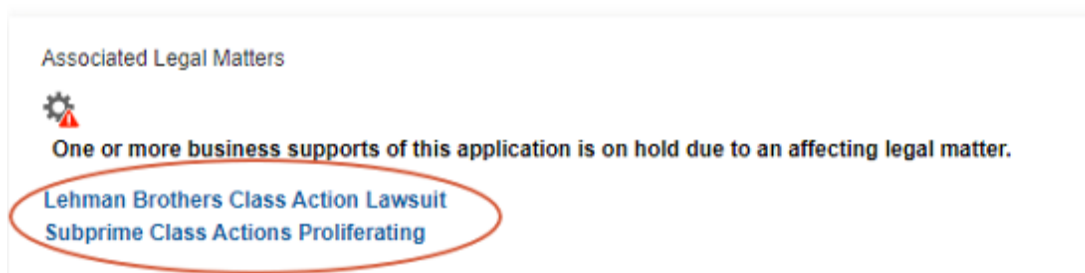 Associated Legal Matters
One or more business supports of this application is on hold due to an affecting legal matter.
Lehman Brothers Class Action Lawsuit
Subprime Class Actions Proliferating